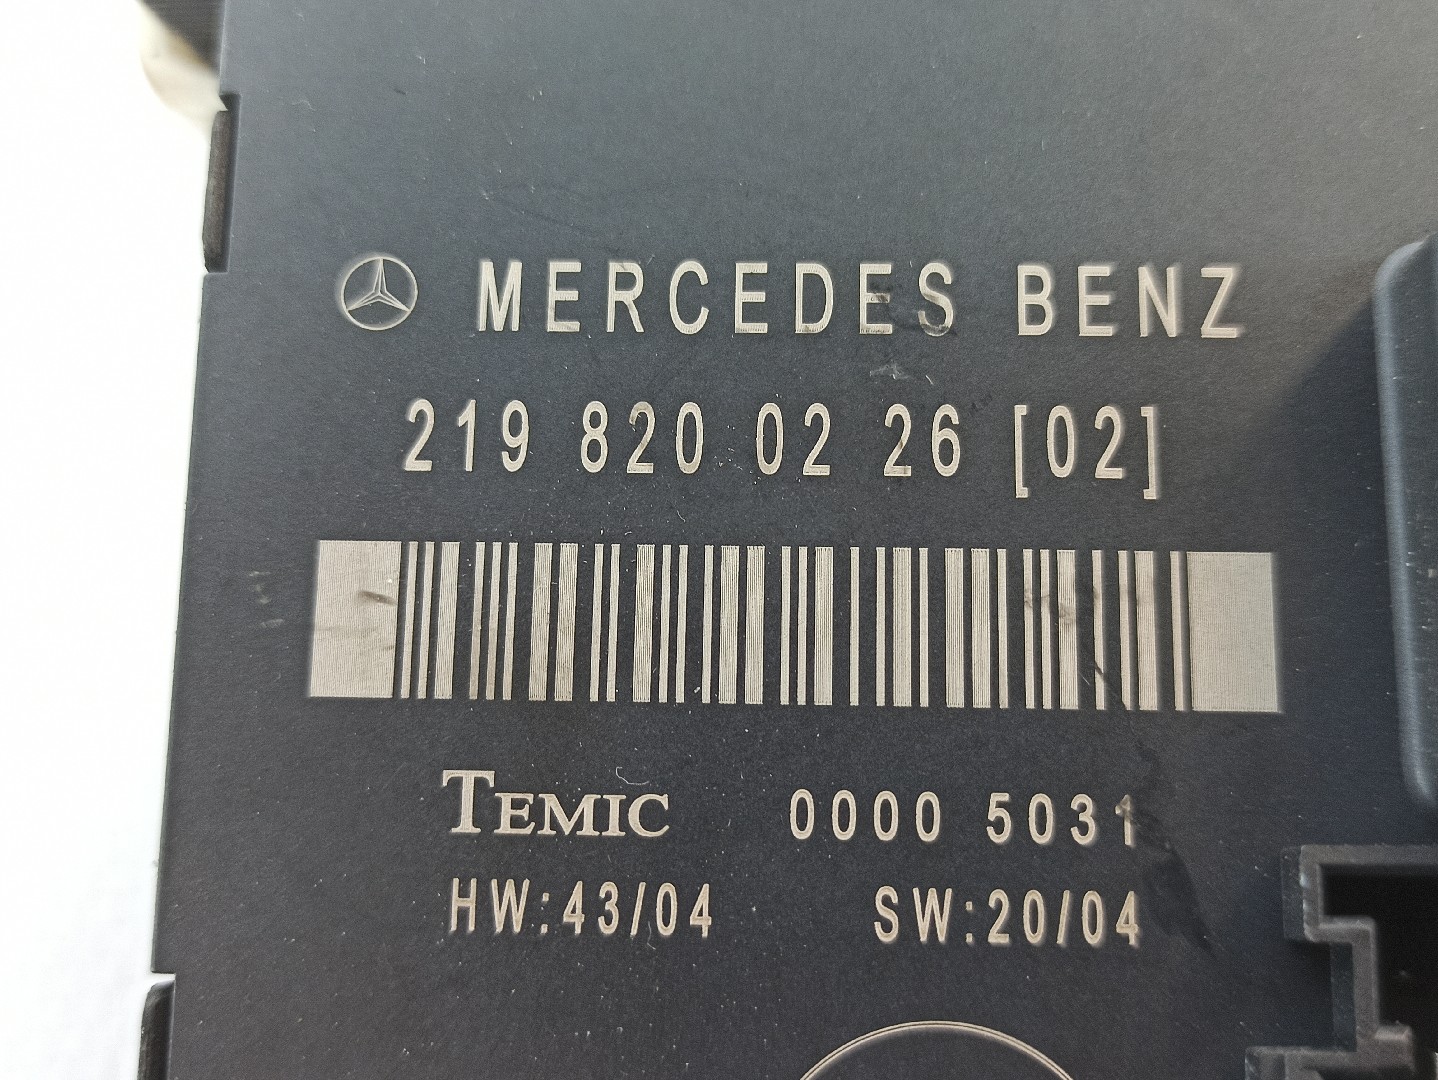 MERCEDES BENZ
219 820 02 26 [02]
TEMIC 0000 5031
HW:43/04 SW:20/04